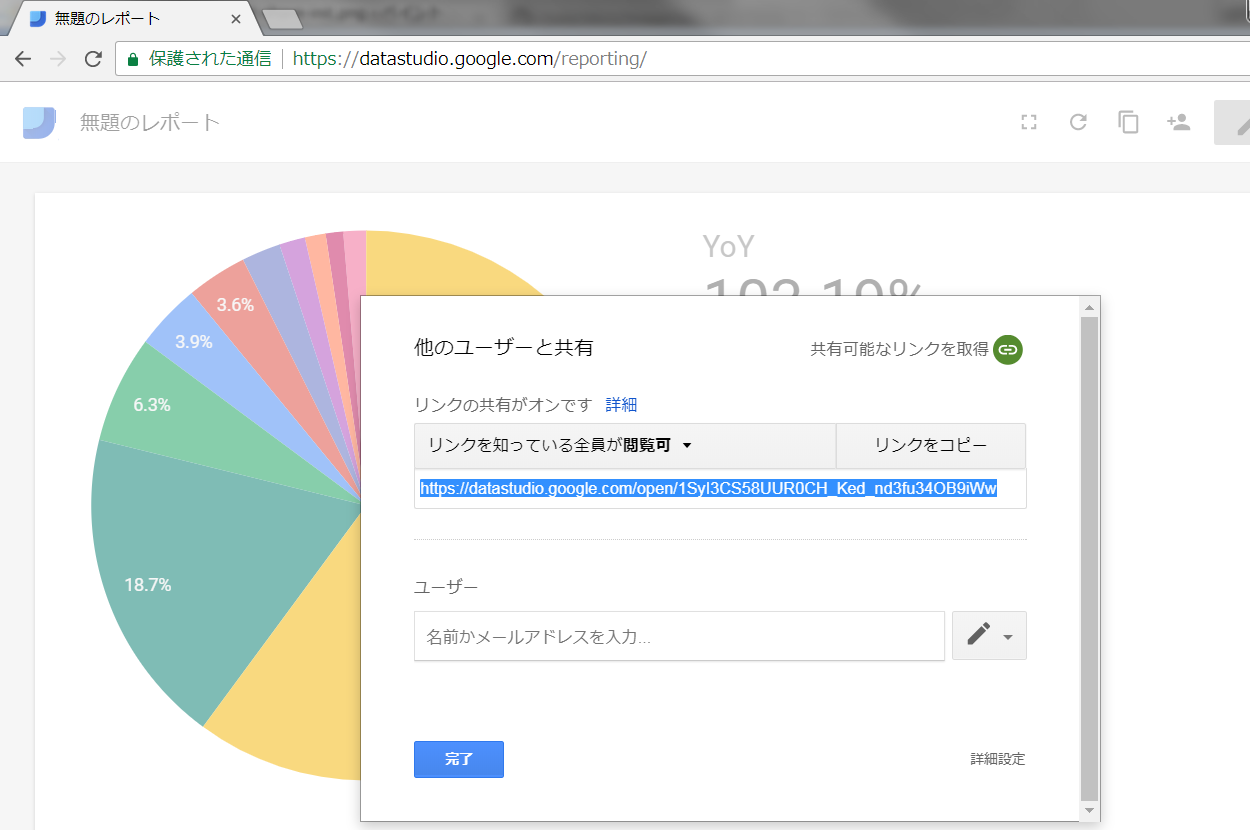 無題のレポート
保護された通信 https://datastudio.google.com/reporting/
無題のレポート
3.6%
3.9%
6.3%
18.7%
YoY
他のユーザーと共有
共有可能なリンクを取得
リンクの共有がオンです 詳細
リンクを知っている全員が閲覧可
リンクをコピー
https://datastudio.google.com/open/1SyI3CS58UUR0CH_Ked_nd3fu34OB9iWw
ユーザー
名前かメールアドレスを入力...
完了
詳細設定